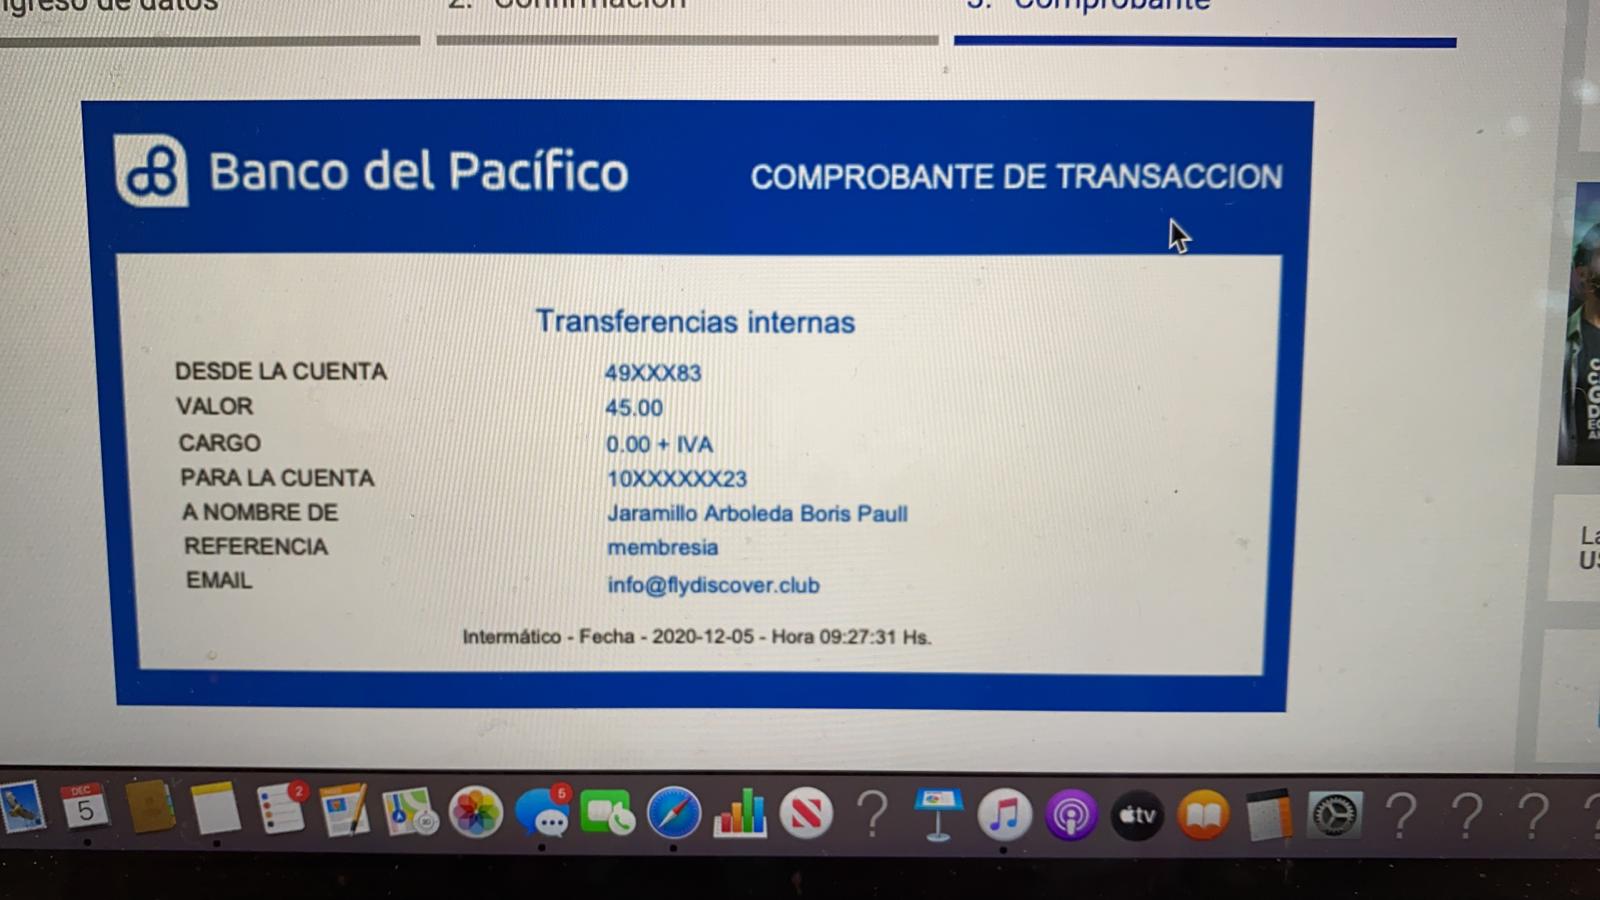 ngreso de datos
2. Confirmación
3. Comprobante
Banco del Pacífico
COMPROBANTE DE TRANSACCION
Transferencias internas
DESDE LA CUENTA 49XXX83
VALOR 45.00
CARGO 0.00 + IVA
PARA LA CUENTA 10XXXXXX23
A NOMBRE DE Jaramillo Arboleda Boris Paull
REFERENCIA membresia
EMAIL info@flydiscover.club
Intermático - Fecha - 2020-12-05 - Hora 09:27:31 Hs.
La
US
DEC
5
2
5
tv